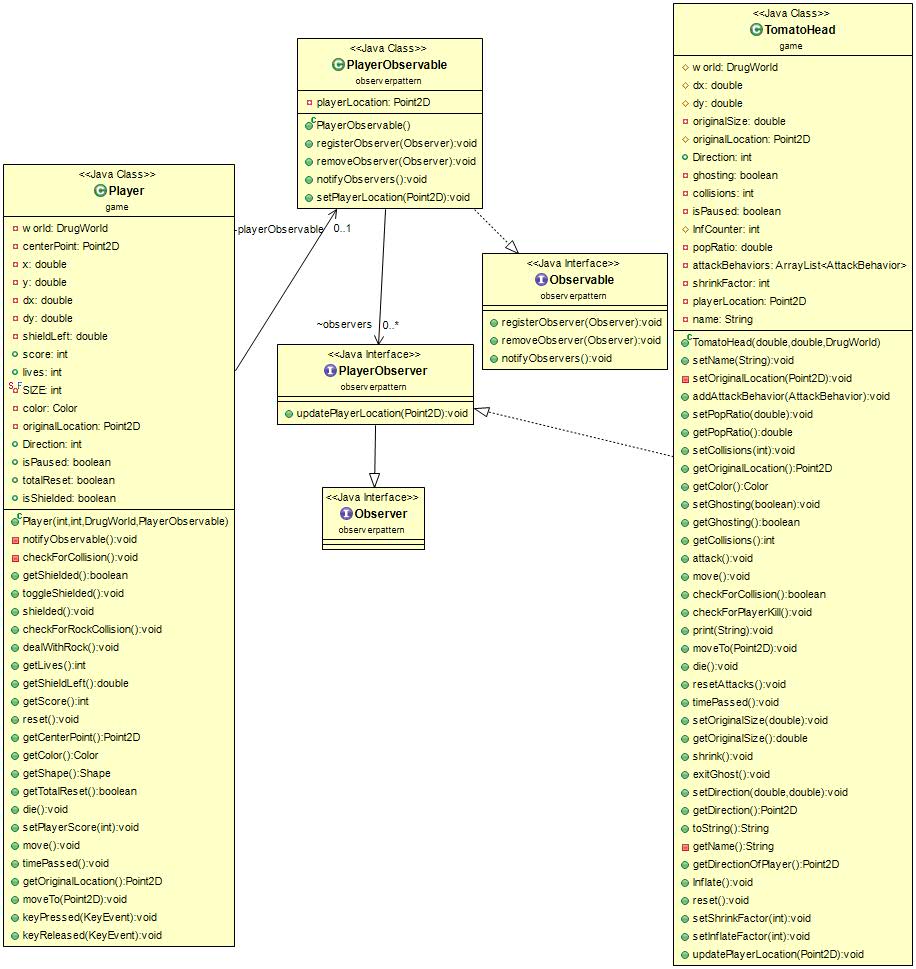 <<Java Class>>
PlayerObservable
observerpattern
playerLocation: Point2D
PlayerObservable()
registerObserver(Observer):void
removeObserver(Observer):void
notifyObservers():void
setPlayerLocation(Point2D):void
<<Java Class>>
Player
game
world: DrugWorld
centerPoint: Point2D
x: double
y: double
dx: double
dy: double
shieldLeft: double
score: int
lives: int
SIZE: int
color: Color
originalLocation: Point2D
Direction: int
isPaused: boolean
totalReset: boolean
isShielded: boolean
Player(int,int,DrugWorld,PlayerObservable)
notifyObservable():void
checkForCollision():void
getShielded():boolean
toggleShielded():void
shielded():void
checkForRockCollision():void
dealWithRock():void
getLives():int
getShieldLeft():double
getScore():int
reset():void
getCenterPoint():Point2D
getColor():Color
getShape():Shape
getTotalReset():boolean
die():void
setPlayerScore(int):void
move():void
timePassed():void
getOriginalLocation():Point2D
moveTo(Point2D):void
keyPressed(KeyEvent):void
keyReleased(KeyEvent):void
-playerObservable 0..1
~observers 0..*
<<Java Interface>>
Observable
observerpattern
registerObserver(Observer):void
removeObserver(Observer):void
notifyObservers():void
<<Java Interface>>
PlayerObserver
observerpattern
updatePlayerLocation(Point2D):void
<<Java Interface>>
Observer
observerpattern
<<Java Class>>
TomatoHead
game
world: DrugWorld
dx: double
dy: double
originalSize: double
originalLocation: Point2D
Direction: int
ghosting: boolean
collisions: int
isPaused: boolean
InfCounter: int
popRatio: double
attackBehaviors: ArrayList<AttackBehavior>
shrinkFactor: int
playerLocation: Point2D
name: String
TomatoHead(double,double,DrugWorld)
setName(String):void
setOriginalLocation(Point2D):void
addAttackBehavior(AttackBehavior):void
setPopRatio(double):void
getPopRatio():double
setCollisions(int):void
getOriginalLocation():Point2D
getColor():Color
setGhosting(boolean):void
getGhosting():boolean
getCollisions():int
attack():void
move():void
checkForCollision():boolean
checkForPlayerKill():void
print(String):void
moveTo(Point2D):void
die():void
resetAttacks():void
timePassed():void
setOriginalSize(double):void
getOriginalSize():double
shrink():void
exitGhost():void
setDirection(double,double):void
getDirection():Point2D
toString():String
getName():String
getDirectionOfPlayer():Point2D
Inflate():void
reset():void
setShrinkFactor(int):void
setInflateFactor(int):void
updatePlayerLocation(Point2D):void